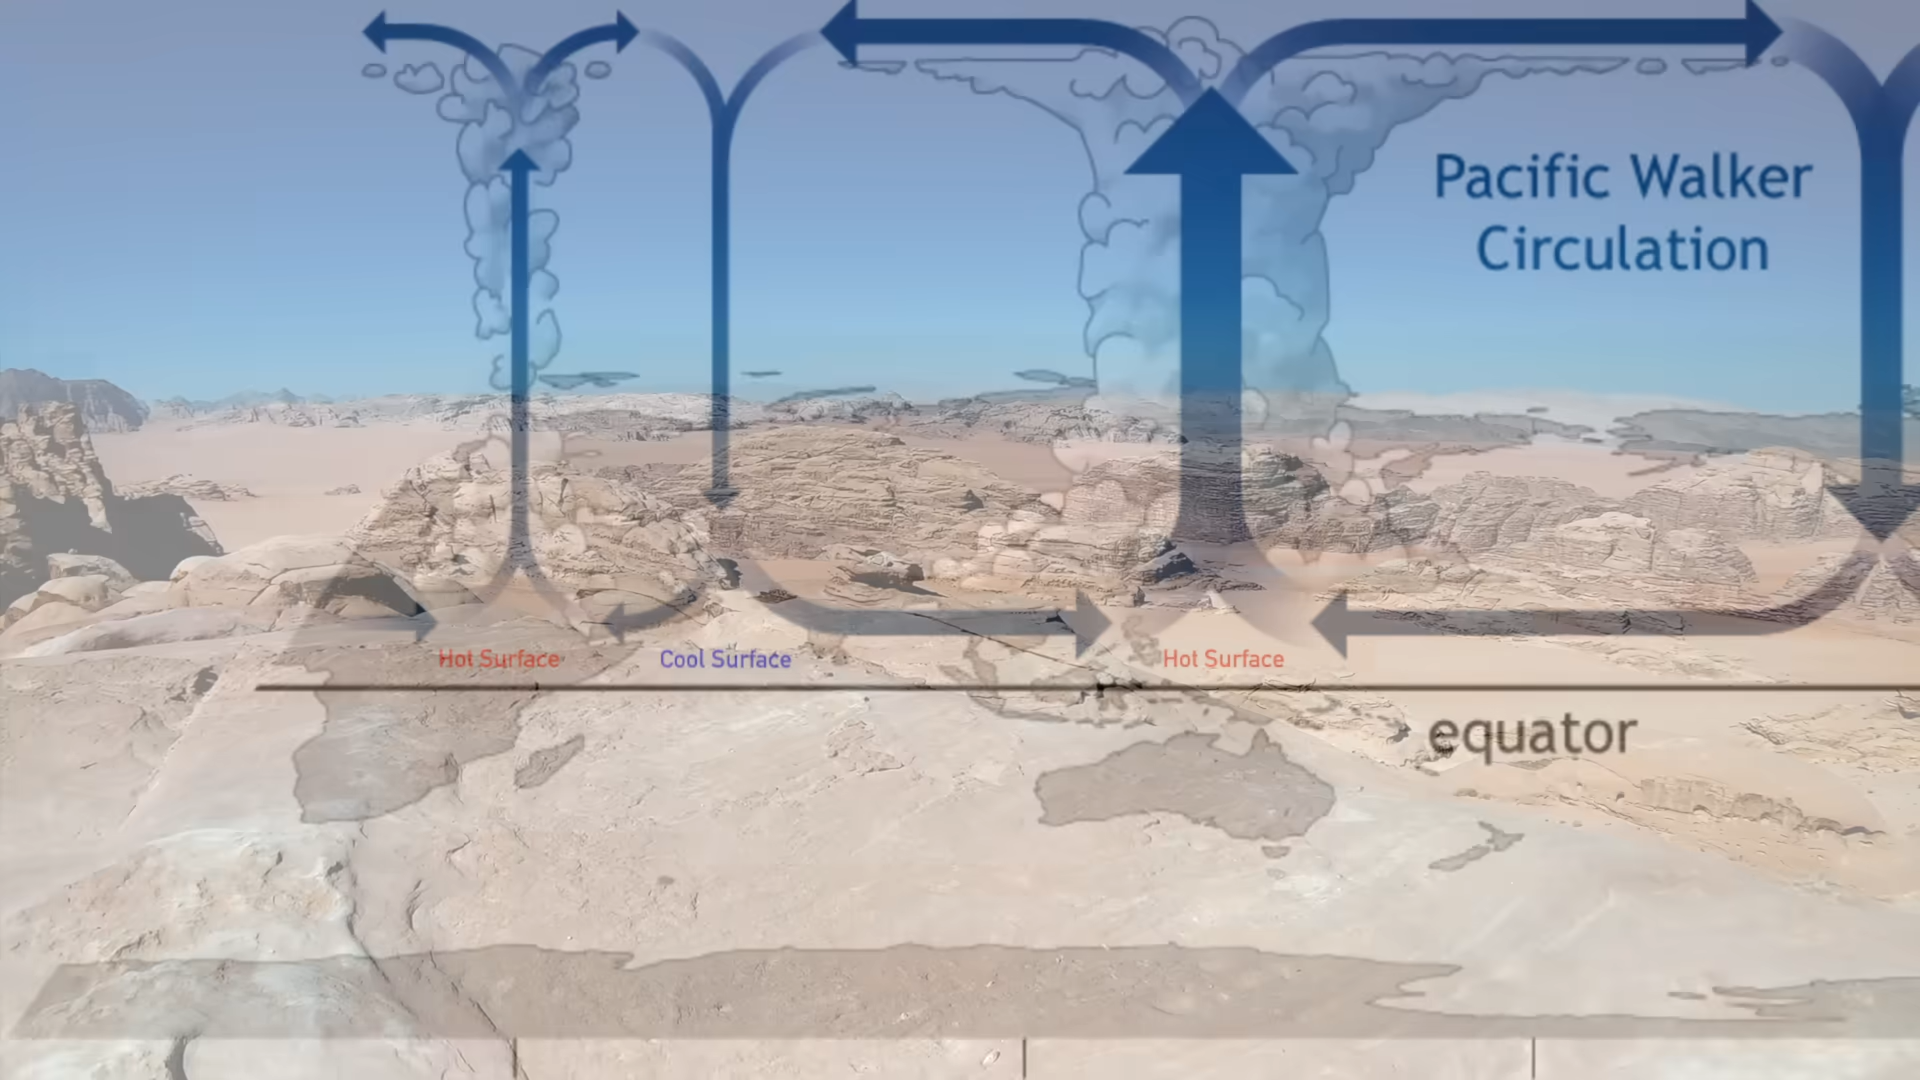 Pacific Walker
Circulation
Hot Surface
Cool Surface
Hot Surface
equator